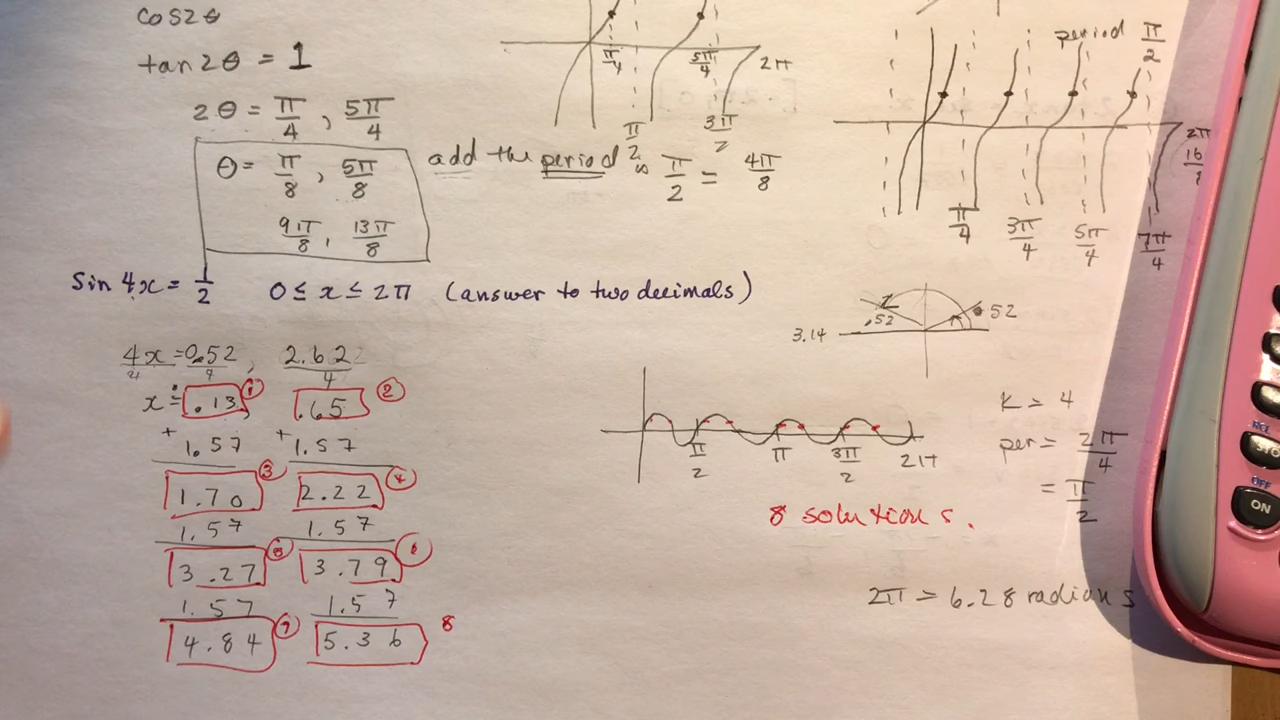 cos2θ
tan2θ = 1
2θ = π/4 , 5π/4
θ = π/8 , 5π/8
9π/8 , 13π/8
add the period is π/2 = 4π/8
π/4 5π/4 2π
π/2 3π/2
period π/2
2π
π/4 3π/4 5π/4 7π/4
sin 4x = 1/2 0 ≤ x ≤ 2π (answer to two decimals)
3.14 .52 .52
4x = 0.52 , 2.62
4 4 4
x ≐ .13 ① .65 ②
+ 1.57 + 1.57
1.70 ③ 2.22 ④
1.57 1.57
3.27 ⑤ 3.79 ⑥
1.57 1.57
4.84 ⑦ 5.36 8
π/2 π 3π/2 2π
8 solutions.
K = 4
per = 2π/4
= π/2
2π = 6.28 radians
OFF
ON